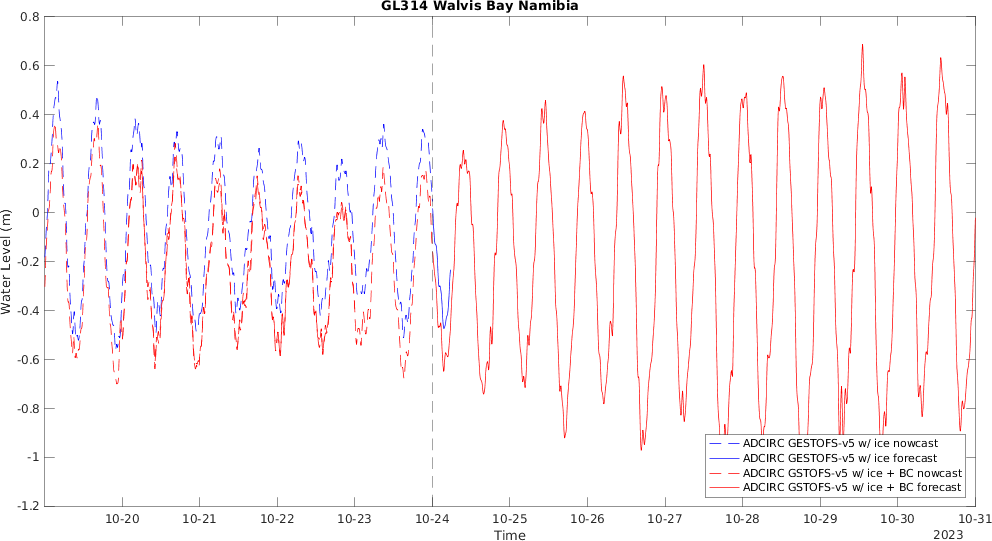 GL314 Walvis Bay Namibia
Water Level (m)
0.8
0.6
0.4
0.2
0
-0.2
-0.4
-0.6
-0.8
-1
-1.2
ADCIRC GESTOFS-v5 w/ ice nowcast
ADCIRC GESTOFS-v5 w/ ice forecast
ADCIRC GSTOFS-v5 w/ ice + BC nowcast
ADCIRC GSTOFS-v5 w/ ice + BC forecast
10-20 10-21 10-22 10-23 10-24 10-25 10-26 10-27 10-28 10-29 10-30 10-31
Time
2023